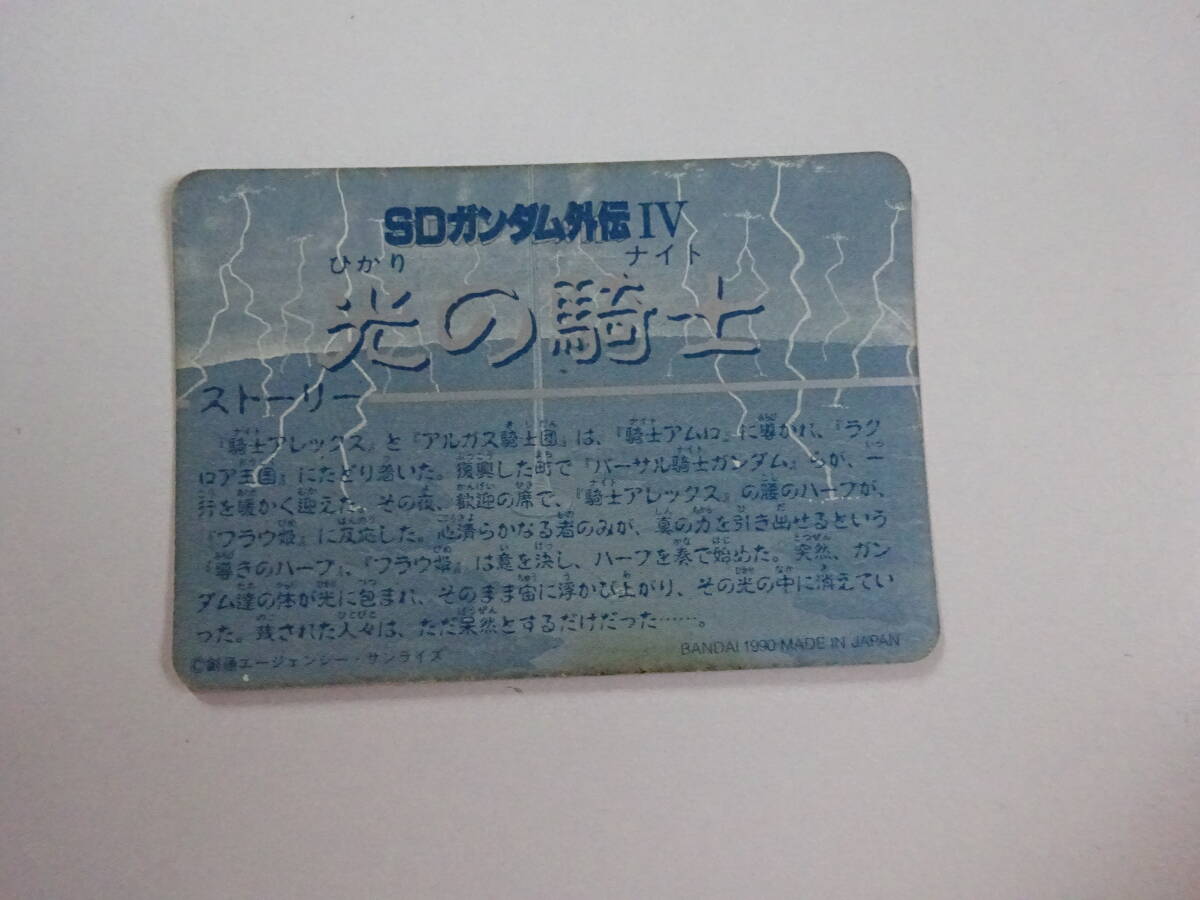 SDガンダム外伝 IV
ひかり ナイト
光の騎士
ストーリー
『騎士アレックス』と『アルガス騎士団』は、『騎士アムロ』に導かれ、『ラク
ロア王国』にたどり着いた。復興した町で『バーサル騎士ガンダム』らが、一
行を暖かく迎えた。その夜、歓迎の席で、『騎士アレックス』の腰のハープが、
『フラウ姫』に反応した。心清らかなる者のみが、真の力を引き出せるという
『導きのハープ』、『フラウ姫』は意を決し、ハープを奏で始めた。突然、ガン
ダム達の体が光に包まれ、そのまま宙に浮かび上がり、その光の中に消えてい
った。残された人々は、ただ呆然とするだけだった……。
BANDAI 1990 MADE IN JAPAN
©創通エージェンシー・サンライズ